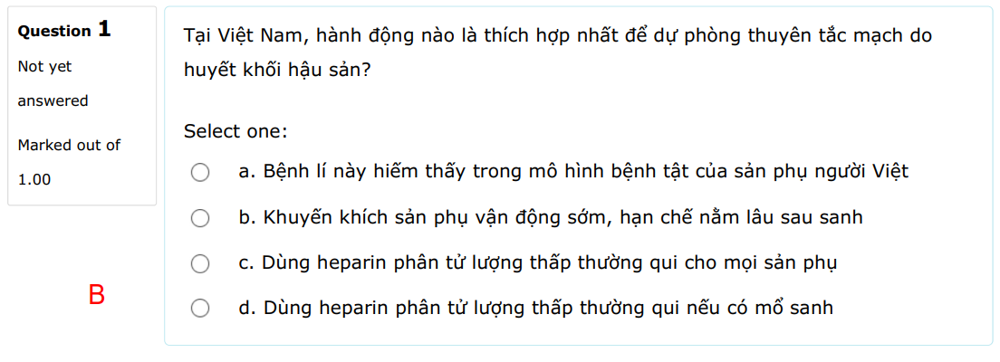 Question 1
Not yet
answered
Marked out of
1.00
B
Tại Việt Nam, hành động nào là thích hợp nhất để dự phòng thuyên tắc mạch do
huyết khối hậu sản?
Select one:
a. Bệnh lí này hiếm thấy trong mô hình bệnh tật của sản phụ người Việt
b. Khuyến khích sản phụ vận động sớm, hạn chế nằm lâu sau sanh
c. Dùng heparin phân tử lượng thấp thường qui cho mọi sản phụ
d. Dùng heparin phân tử lượng thấp thường qui nếu có mổ sanh